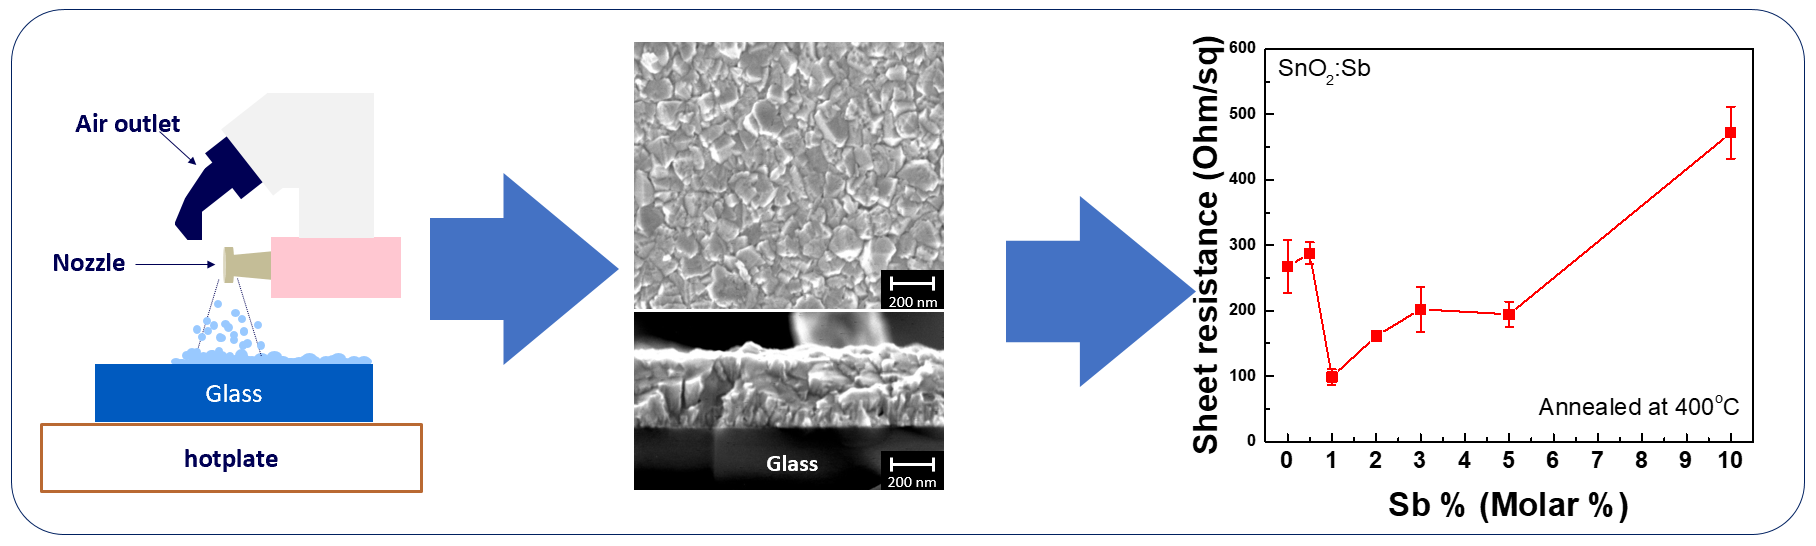 Air outlet
Nozzle
Glass
hotplate
200 nm
Glass
200 nm
Sheet resistance (Ohm/sq)
600
500
400
300
200
100
0
SnO₂:Sb
Annealed at 400°C
0 1 2 3 4 5 6 7 8 9 10
Sb % (Molar %)